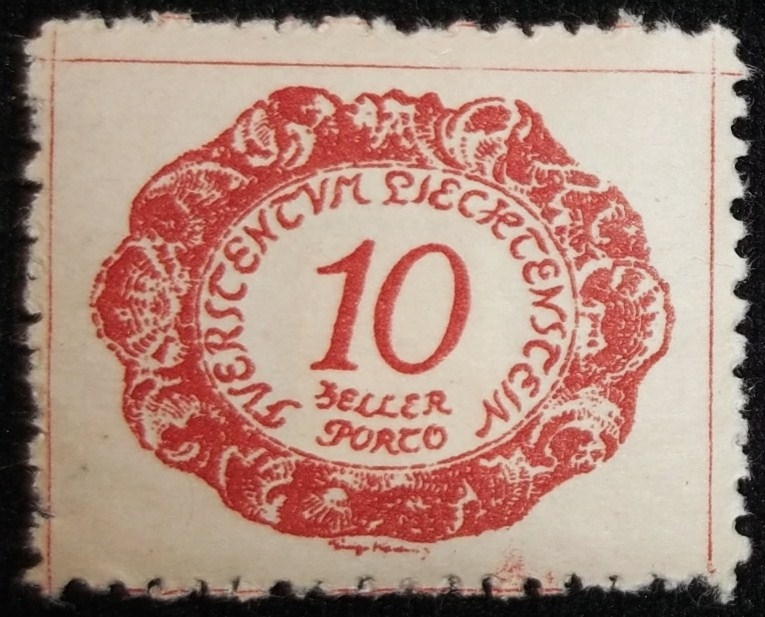 FVERSTENTVM LIECHTENSTEIN
10
HELLER
PORTO